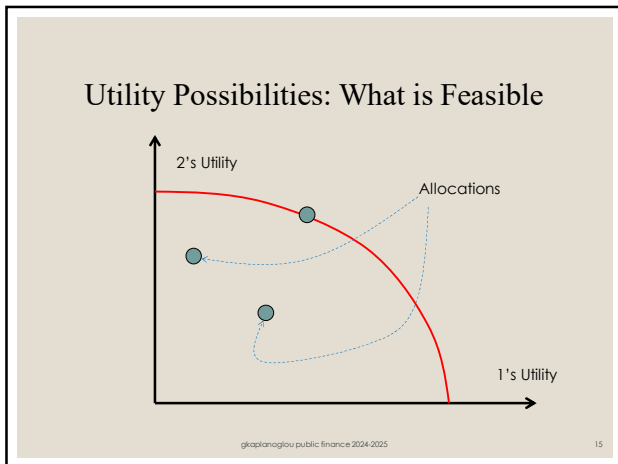 Utility Possibilities: What is Feasible
2's Utility
Allocations
1's Utility
gkaplanoglou public finance 2024-2025
15